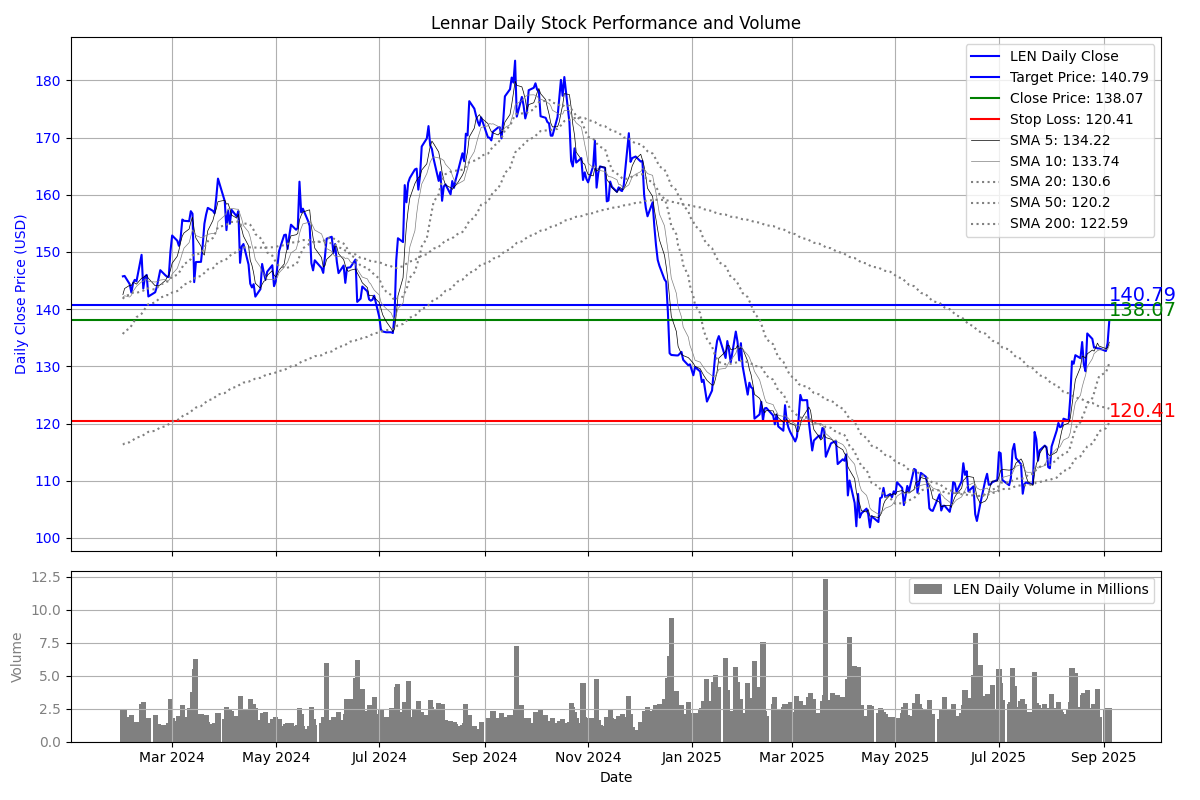 Lennar Daily Stock Performance and Volume
Daily Close Price (USD)
180
170
160
150
140
130
120
110
100
LEN Daily Close
Target Price: 140.79
Close Price: 138.07
Stop Loss: 120.41
SMA 5: 134.22
SMA 10: 133.74
SMA 20: 130.6
SMA 50: 120.2
SMA 200: 122.59
140.79
138.07
120.41
Volume
12.5
10.0
7.5
5.0
2.5
0.0
LEN Daily Volume in Millions
Mar 2024 May 2024 Jul 2024 Sep 2024 Nov 2024 Jan 2025 Mar 2025 May 2025 Jul 2025 Sep 2025
Date